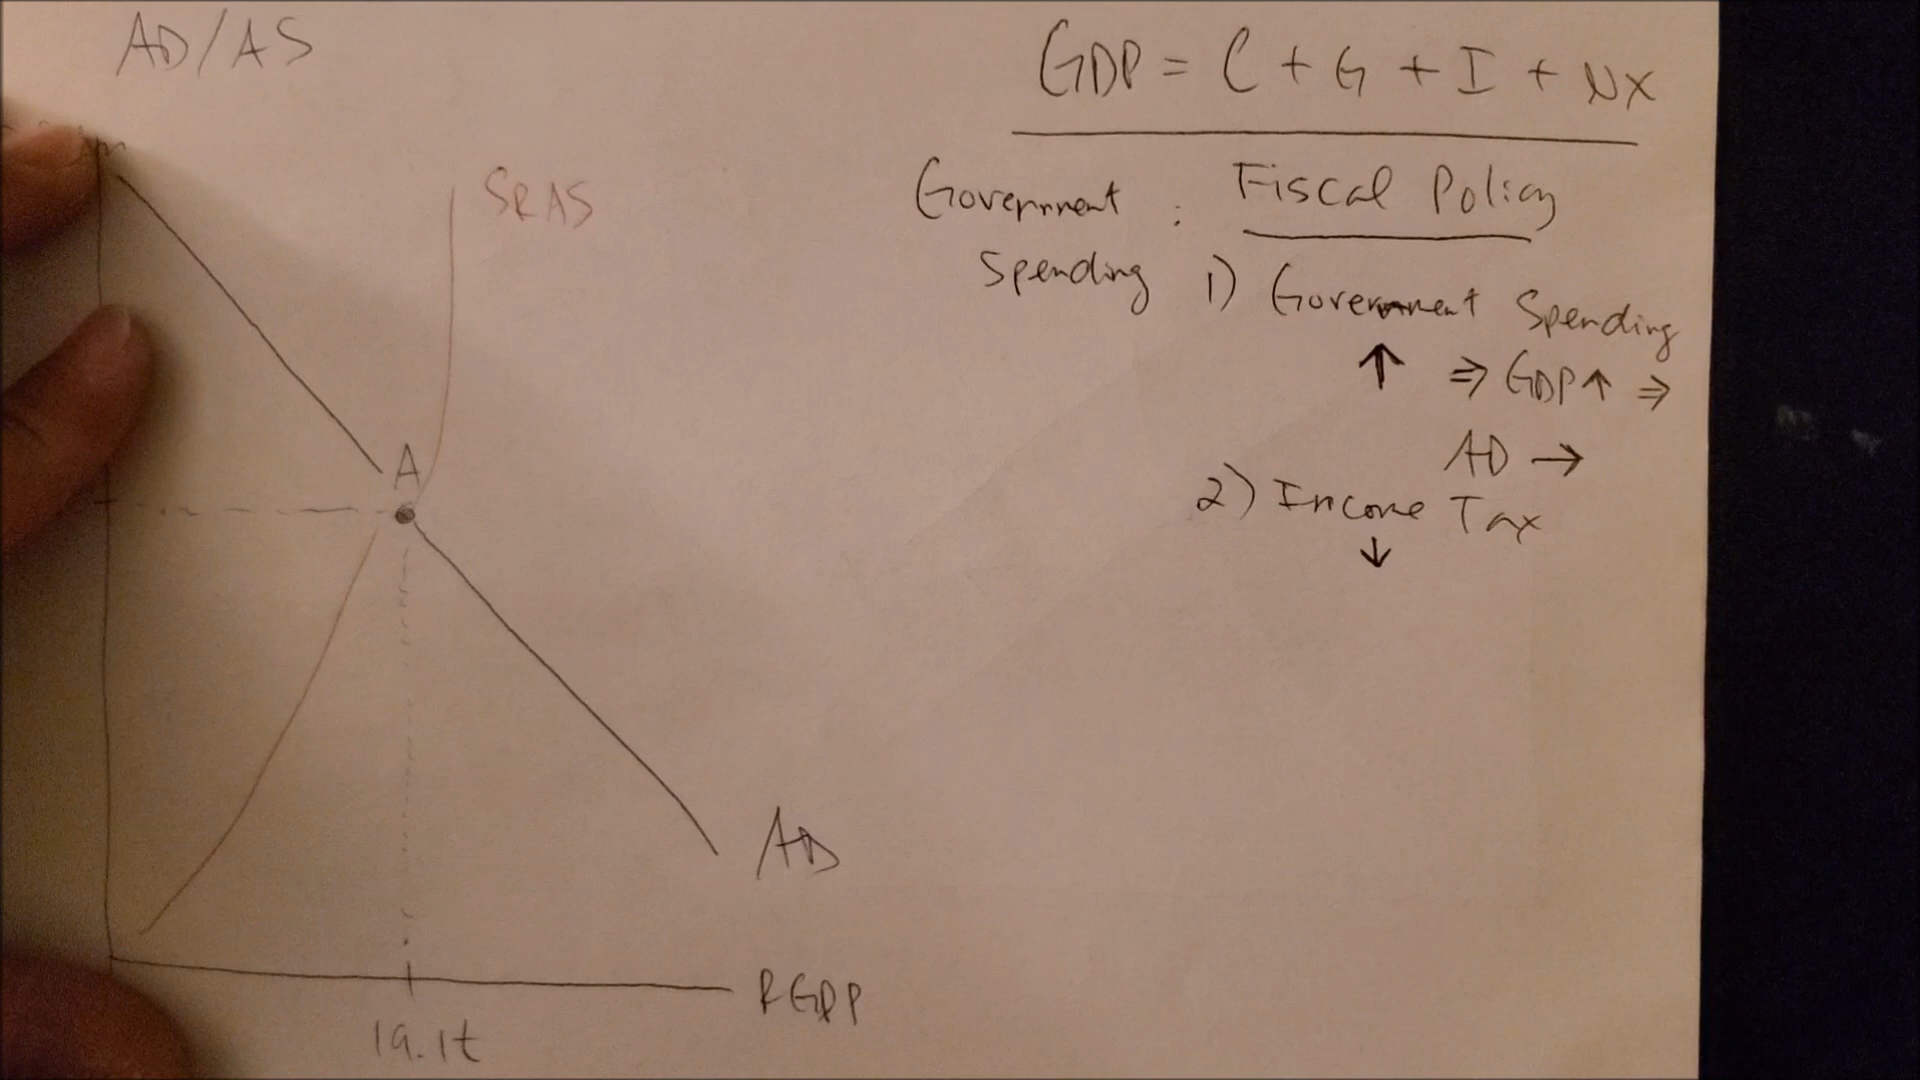 AD/AS
SRAS
A
AD
RGDP
19.1t
GDP = C + G + I + NX
Government : Fiscal Policy
Spending 1) Government Spending
↑ ⇒ GDP↑ ⇒
AD →
2) Income Tax
↓